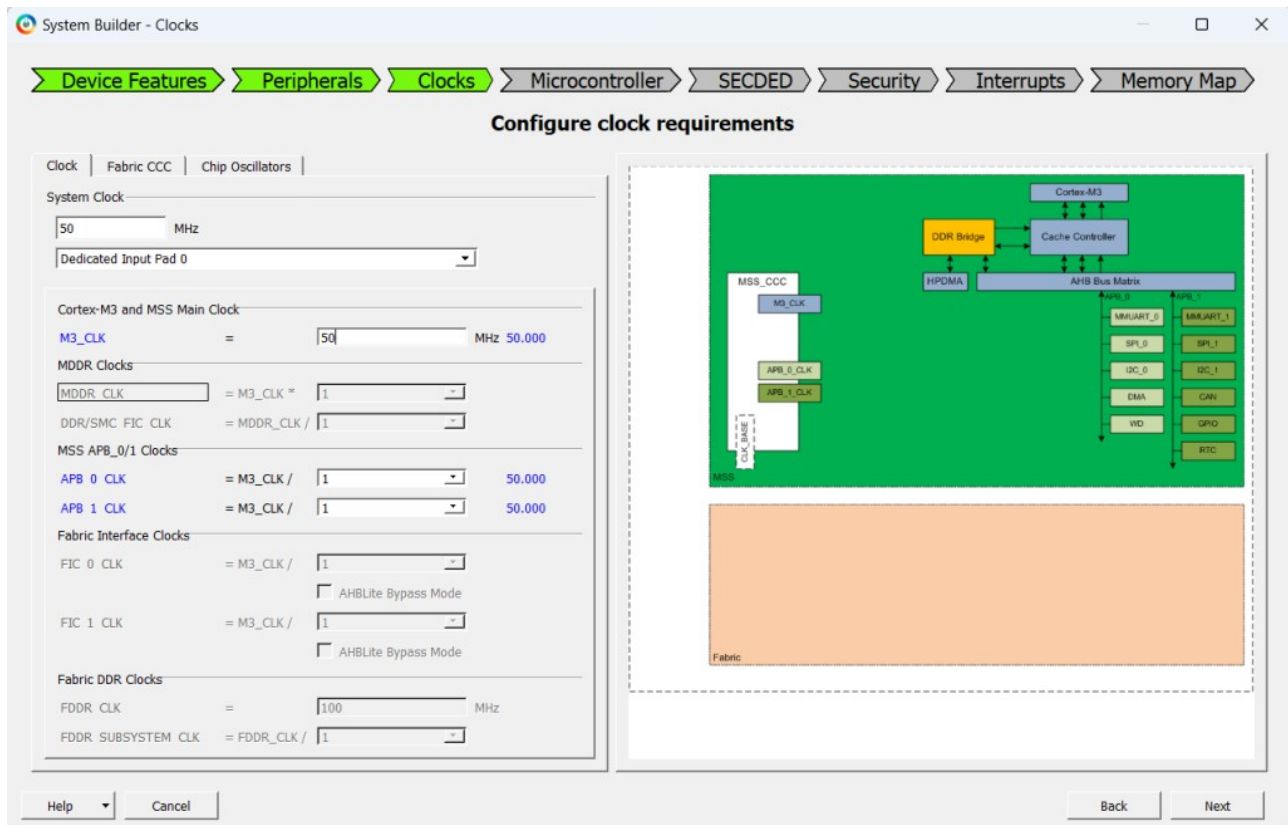 System Builder - Clocks
Device Features Peripherals Clocks Microcontroller SECDED Security Interrupts Memory Map
Configure clock requirements
Clock Fabric CCC Chip Oscillators
System Clock
50 MHz
Dedicated Input Pad 0
Cortex-M3 and MSS Main Clock
M3_CLK = 50 MHz 50.000
MDDR Clocks
MDDR CLK = M3_CLK * 1
DDR/SMC FIC CLK = MDDR_CLK / 1
MSS APB_0/1 Clocks
APB 0 CLK = M3_CLK / 1 50.000
APB 1 CLK = M3_CLK / 1 50.000
Fabric Interface Clocks
FIC 0 CLK = M3_CLK / 1
AHBLite Bypass Mode
FIC 1 CLK = M3_CLK / 1
AHBLite Bypass Mode
Fabric DDR Clocks
FDDR CLK = 100 MHz
FDDR SUBSYSTEM CLK = FDDR_CLK / 1
Cortex-M3
DDR Bridge Cache Controller
MSS_CCC HPDMA AHB Bus Matrix
APB_0 APB_1
M3_CLK
MMUART_0 MMUART_1
SPI_0 SPI_1
APB_0_CLK I2C_0 I2C_1
APB_1_CLK DMA CAN
WD GPIO
CLK_BASE
RTC
MSS
Fabric
Help Cancel Back Next